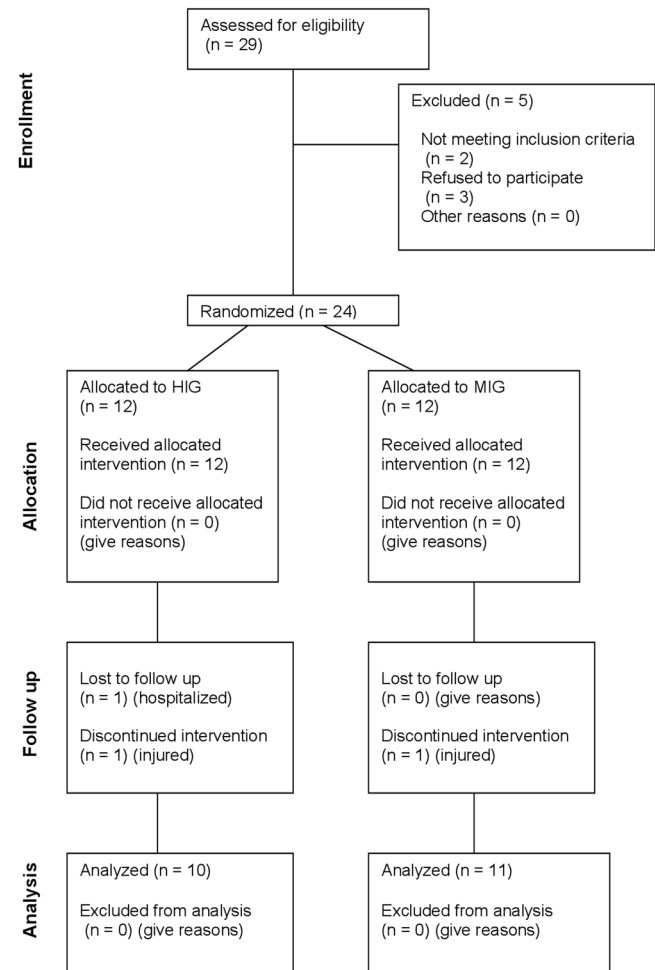 Enrollment
Assessed for eligibility
(n = 29)
Excluded (n = 5)
Not meeting inclusion criteria
(n = 2)
Refused to participate
(n = 3)
Other reasons (n = 0)
Randomized (n = 24)
Allocation
Allocated to HIG
(n = 12)
Received allocated
intervention (n = 12)
Did not receive allocated
intervention (n = 0)
(give reasons)
Allocated to MIG
(n = 12)
Received allocated
intervention (n = 12)
Did not receive allocated
intervention (n = 0)
(give reasons)
Follow up
Lost to follow up
(n = 1) (hospitalized)
Discontinued intervention
(n = 1) (injured)
Lost to follow up
(n = 0) (give reasons)
Discontinued intervention
(n = 1) (injured)
Analysis
Analyzed (n = 10)
Excluded from analysis
(n = 0) (give reasons)
Analyzed (n = 11)
Excluded from analysis
(n = 0) (give reasons)